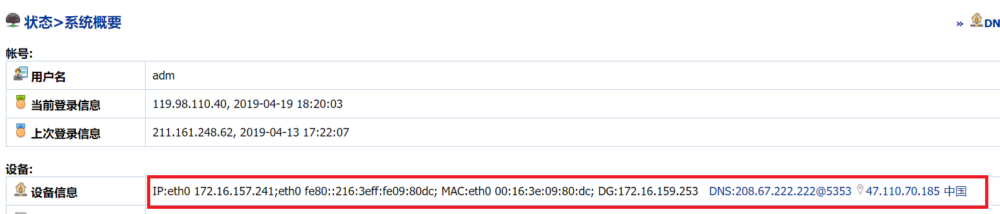 状态>系统概要
» DN
帐号:
用户名 adm
当前登录信息 119.98.110.40, 2019-04-19 18:20:03
上次登录信息 211.161.248.62, 2019-04-13 17:22:07
设备:
设备信息 IP:eth0 172.16.157.241;eth0 fe80::216:3eff:fe09:80dc; MAC:eth0 00:16:3e:09:80:dc; DG:172.16.159.253 DNS:208.67.222.222@5353 47.110.70.185 中国